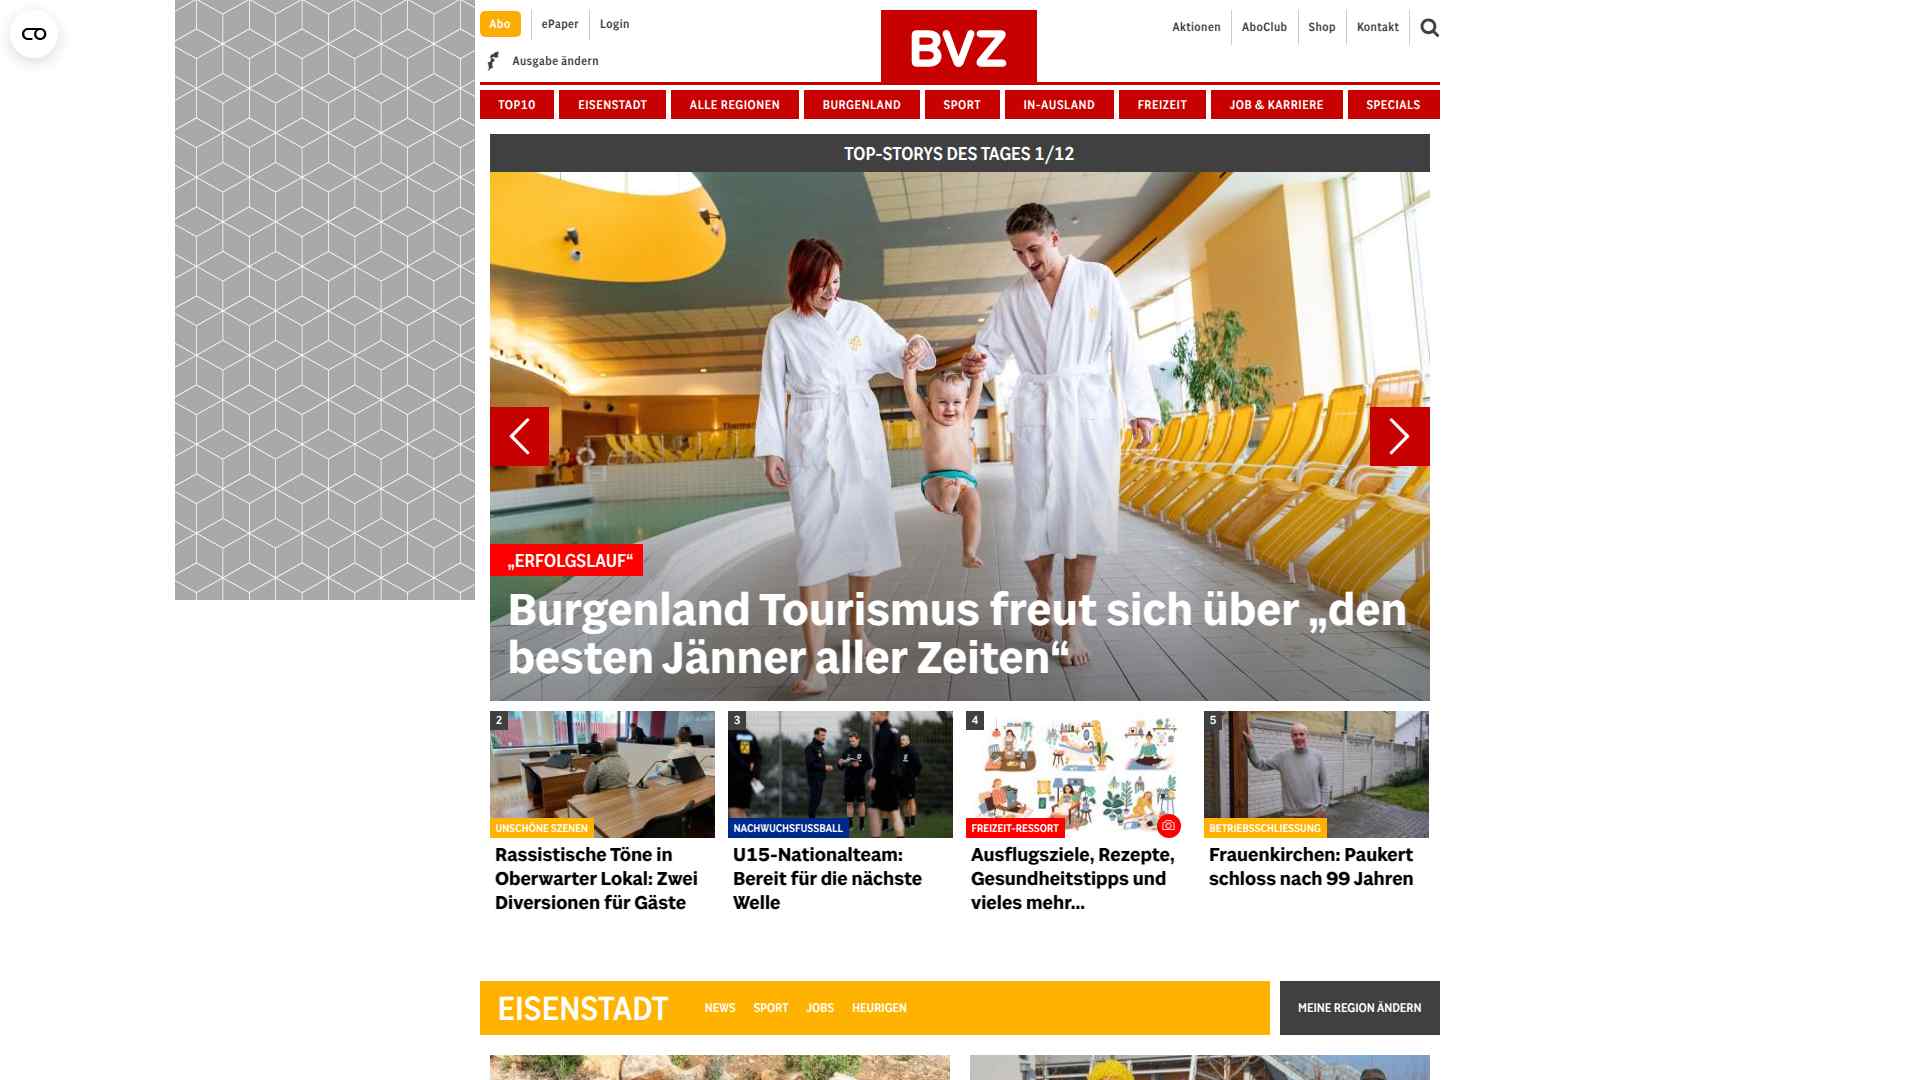 Abo
ePaper
Login
Ausgabe ändern
BVZ
Aktionen
AboClub
Shop
Kontakt
TOP10
EISENSTADT
ALLE REGIONEN
BURGENLAND
SPORT
IN-AUSLAND
FREIZEIT
JOB & KARRIERE
SPECIALS
TOP-STORYS DES TAGES 1/12
„ERFOLGSLAUF“
Burgenland Tourismus freut sich über „den
besten Jänner aller Zeiten“
2
UNSCHÖNE SZENEN
Rassistische Töne in
Oberwarter Lokal: Zwei
Diversionen für Gäste
3
NACHWUCHSFUSSBALL
U15-Nationalteam:
Bereit für die nächste
Welle
4
FREIZEIT-RESSORT
Ausflugsziele, Rezepte,
Gesundheitstipps und
vieles mehr...
5
BETRIEBSSCHLIESSUNG
Frauenkirchen: Paukert
schloss nach 99 Jahren
EISENSTADT
NEWS
SPORT
JOBS
HEURIGEN
MEINE REGION ÄNDERN